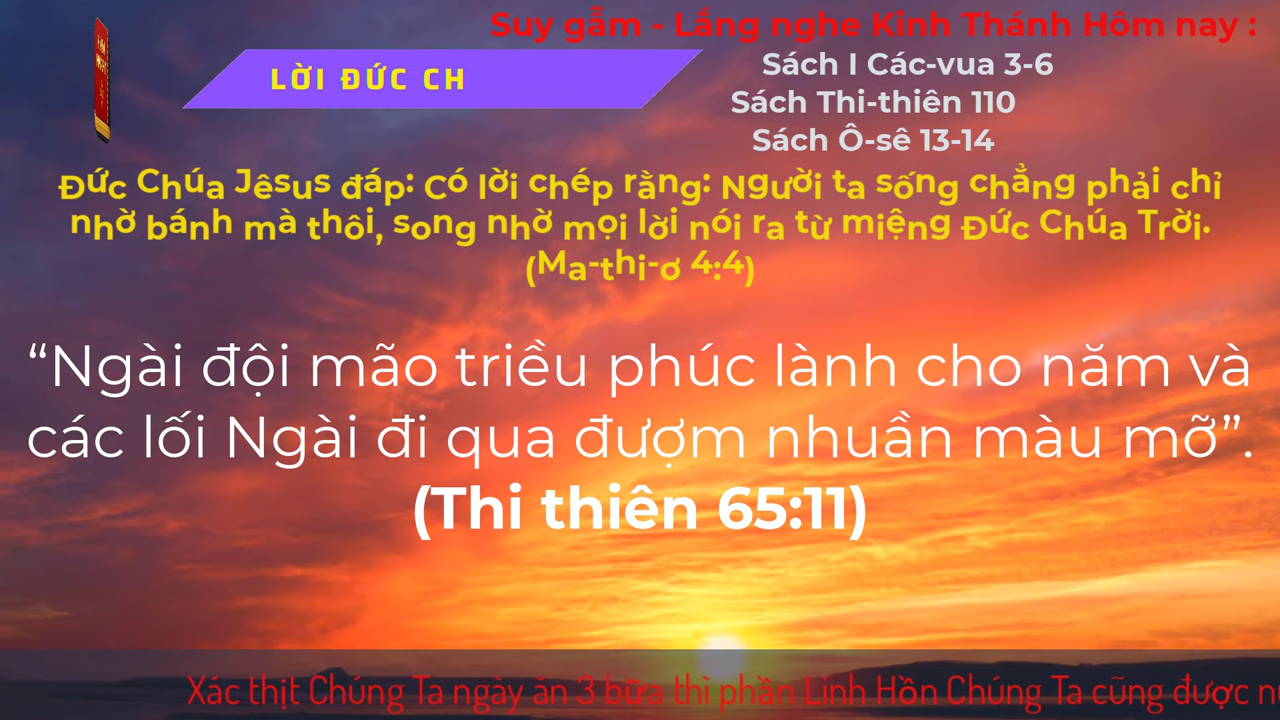 Suy gẫm - Lắng nghe Kinh Thánh Hôm nay :
LỜI ĐỨC CH
Sách I Các-vua 3-6
Sách Thi-thiên 110
Sách Ô-sê 13-14
Đức Chúa Jêsus đáp: Có lời chép rằng: Người ta sống chẳng phải chỉ
nhờ bánh mà thôi, song nhờ mọi lời nói ra từ miệng Đức Chúa Trời.
(Ma-thi-ơ 4:4)
“Ngài đội mão triều phúc lành cho năm và
các lối Ngài đi qua đượm nhuần màu mỡ”.
(Thi thiên 65:11)
Xác thịt Chúng Ta ngày ăn 3 bữa thì phần Linh Hồn Chúng Ta cũng được